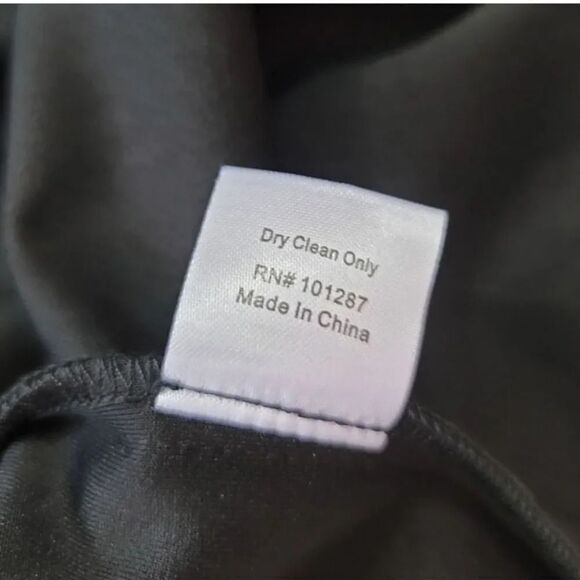 Dry Clean Only
RN# 101287
Made In China